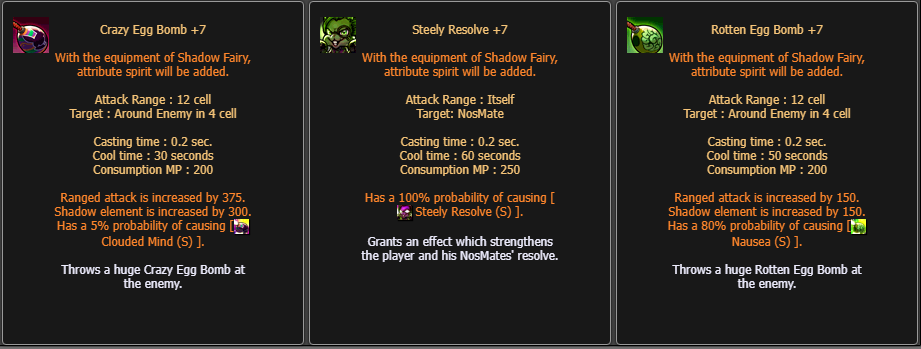 Crazy Egg Bomb +7
With the equipment of Shadow Fairy,
attribute spirit will be added.
Attack Range : 12 cell
Target : Around Enemy in 4 cell
Casting time : 0.2 sec.
Cool time : 30 seconds
Consumption MP : 200
Ranged attack is increased by 375.
Shadow element is increased by 300.
Has a 5% probability of causing [
Clouded Mind (S) ].
Throws a huge Crazy Egg Bomb at
the enemy.
Steely Resolve +7
With the equipment of Shadow Fairy,
attribute spirit will be added.
Attack Range : Itself
Target: NosMate
Casting time : 0.2 sec.
Cool time : 60 seconds
Consumption MP : 250
Has a 100% probability of causing [
Steely Resolve (S) ].
Grants an effect which strengthens
the player and his NosMates' resolve.
Rotten Egg Bomb +7
With the equipment of Shadow Fairy,
attribute spirit will be added.
Attack Range : 12 cell
Target : Around Enemy in 4 cell
Casting time : 0.2 sec.
Cool time : 50 seconds
Consumption MP : 200
Ranged attack is increased by 150.
Shadow element is increased by 150.
Has a 80% probability of causing [
Nausea (S) ].
Throws a huge Rotten Egg Bomb at
the enemy.